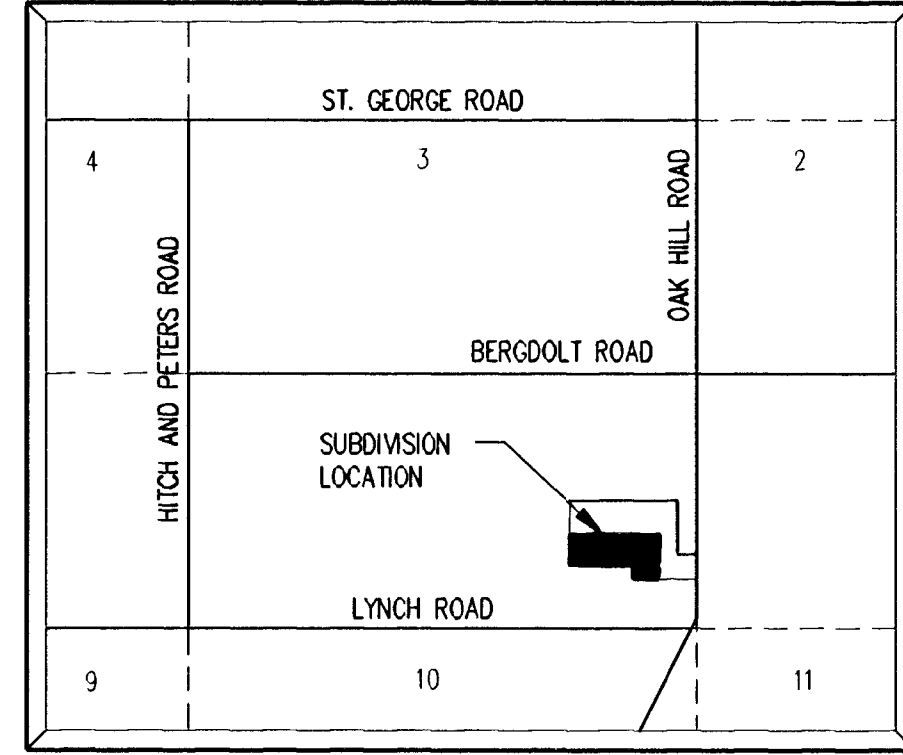 ST. GEORGE ROAD
4
3
2
OAK HILL ROAD
HITCH AND PETERS ROAD
BERGDOLT ROAD
SUBDIVISION
LOCATION
LYNCH ROAD
9
10
11